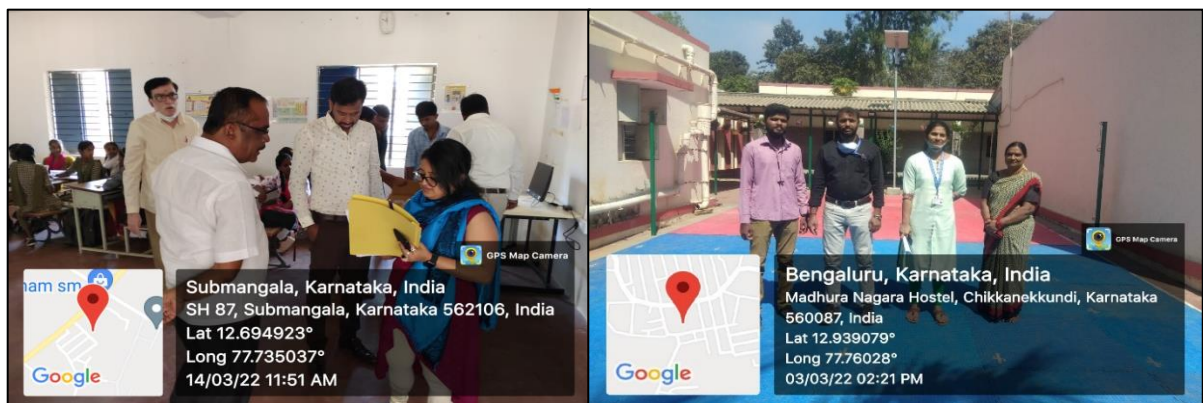 GPS Map Camera
ham sm
Submangala, Karnataka, India
SH 87, Submangala, Karnataka 562106, India
Lat 12.694923°
Long 77.735037°
14/03/22 11:51 AM
Google
GPS Map Camera
Bengaluru, Karnataka, India
Madhura Nagara Hostel, Chikkanekkundi, Karnataka
560087, India
Lat 12.939079°
Long 77.76028°
03/03/22 02:21 PM
Google